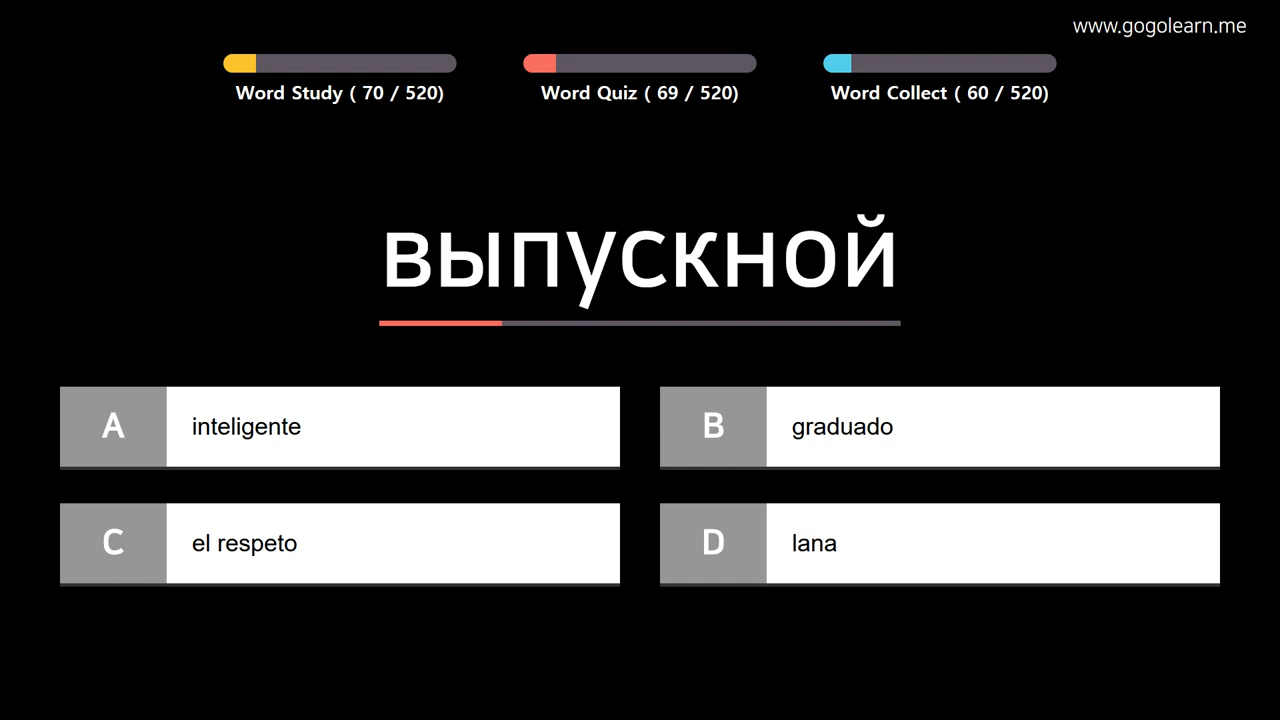 www.gogolearn.me
Word Study ( 70 / 520)
Word Quiz ( 69 / 520)
Word Collect ( 60 / 520)
выпускной
A inteligente
B graduado
C el respeto
D lana